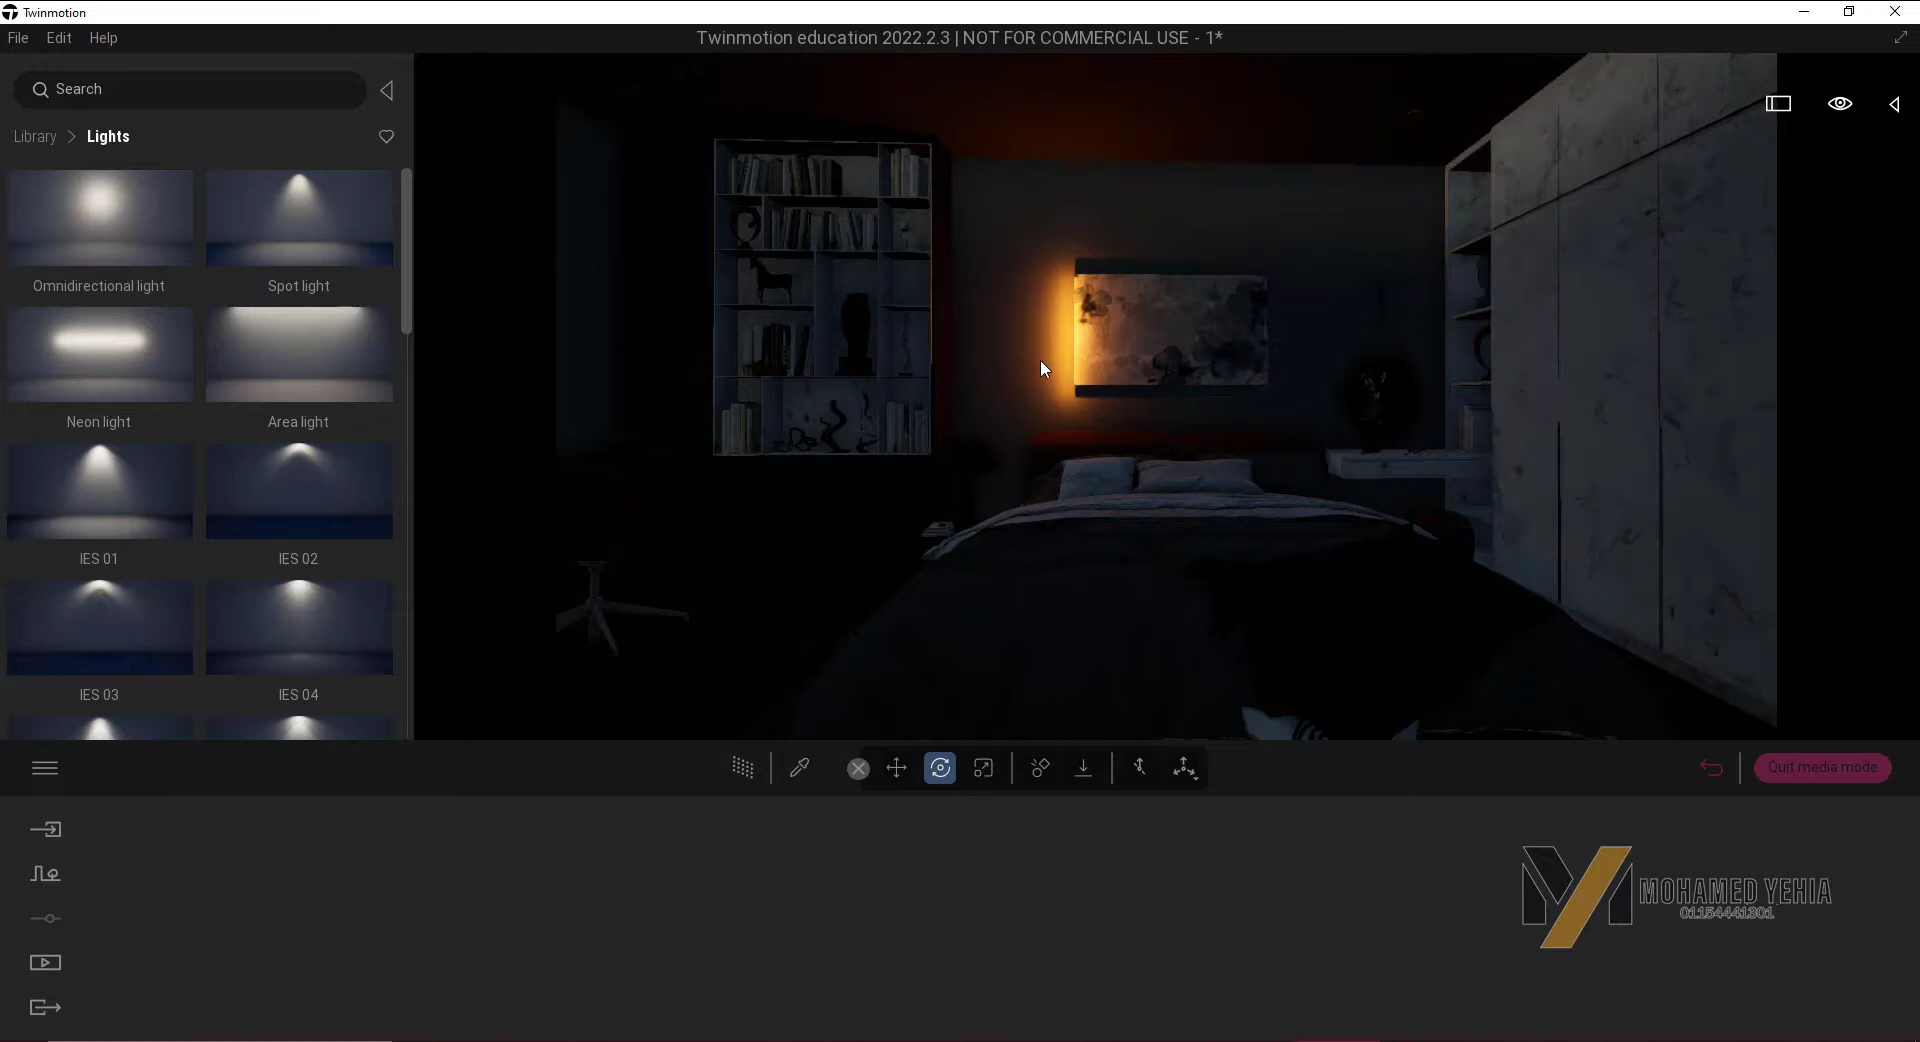 Twinmotion
File Edit Help
Twinmotion education 2022.2.3 | NOT FOR COMMERCIAL USE - 1*
Search
Library > Lights
Omnidirectional light
Spot light
Neon light
Area light
IES 01
IES 02
IES 03
IES 04
Quit media mode
MOHAMED YEHIA
01154441301